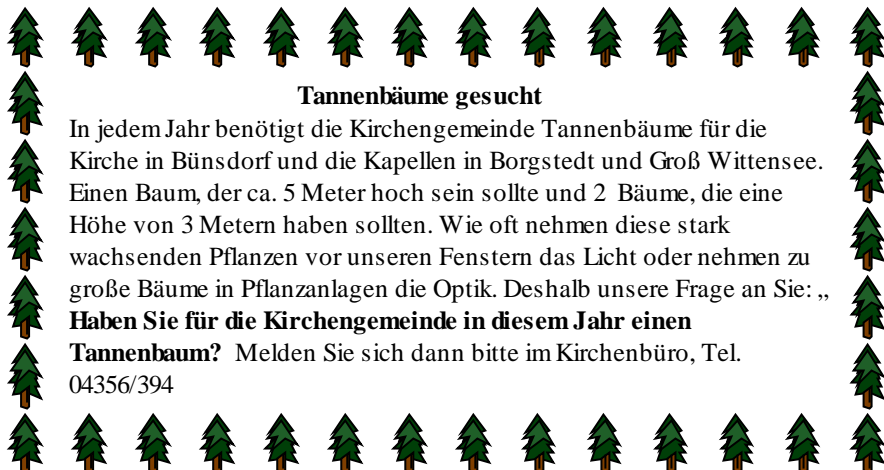 Tannenbäume gesucht
In jedem Jahr benötigt die Kirchengemeinde Tannenbäume für die
Kirche in Bünsdorf und die Kapellen in Borgstedt und Groß Wittensee.
Einen Baum, der ca. 5 Meter hoch sein sollte und 2 Bäume, die eine
Höhe von 3 Metern haben sollten. Wie oft nehmen diese stark
wachsenden Pflanzen vor unseren Fenstern das Licht oder nehmen zu
große Bäume in Pflanzanlagen die Optik. Deshalb unsere Frage an Sie: „
Haben Sie für die Kirchengemeinde in diesem Jahr einen
Tannenbaum? Melden Sie sich dann bitte im Kirchenbüro, Tel.
04356/394